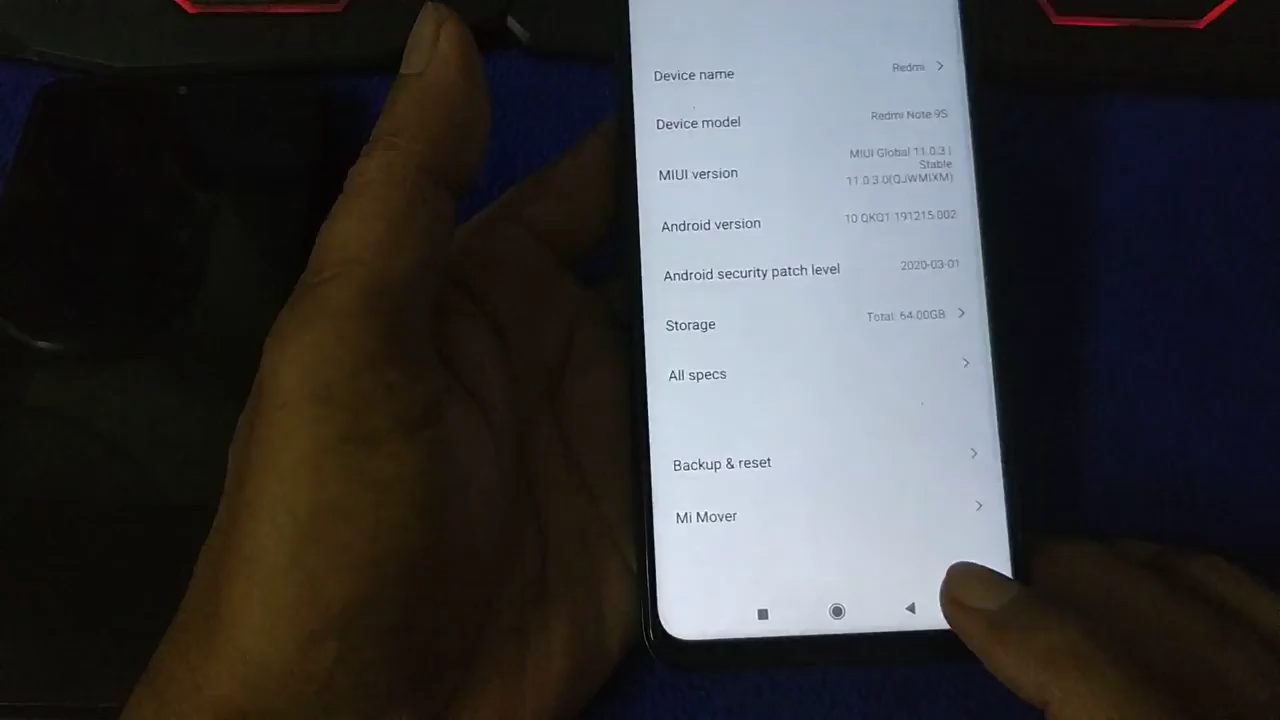 Device name Redmi
Device model Redmi Note 9S
MIUI version MIUI Global 11.0.3 |
Stable
11.0.3.0(QJWMIXM)
Android version 10 QKQ1.191215.002
Android security patch level 2020-03-01
Storage Total: 64.00GB
All specs
Backup & reset
Mi Mover